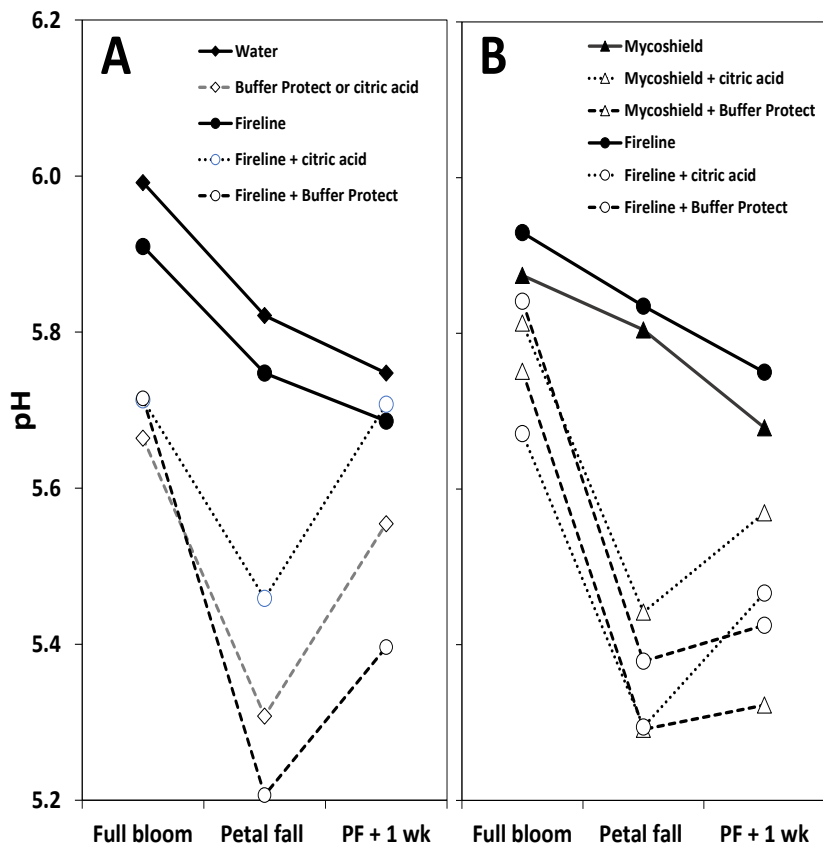 6.2
6.0
5.8
5.6
5.4
5.2
pH
A
Water
Buffer Protect or citric acid
Fireline
Fireline + citric acid
Fireline + Buffer Protect
Full bloom
Petal fall
PF + 1 wk
B
Mycoshield
Mycoshield + citric acid
Mycoshield + Buffer Protect
Fireline
Fireline + citric acid
Fireline + Buffer Protect
Full bloom
Petal fall
PF + 1 wk